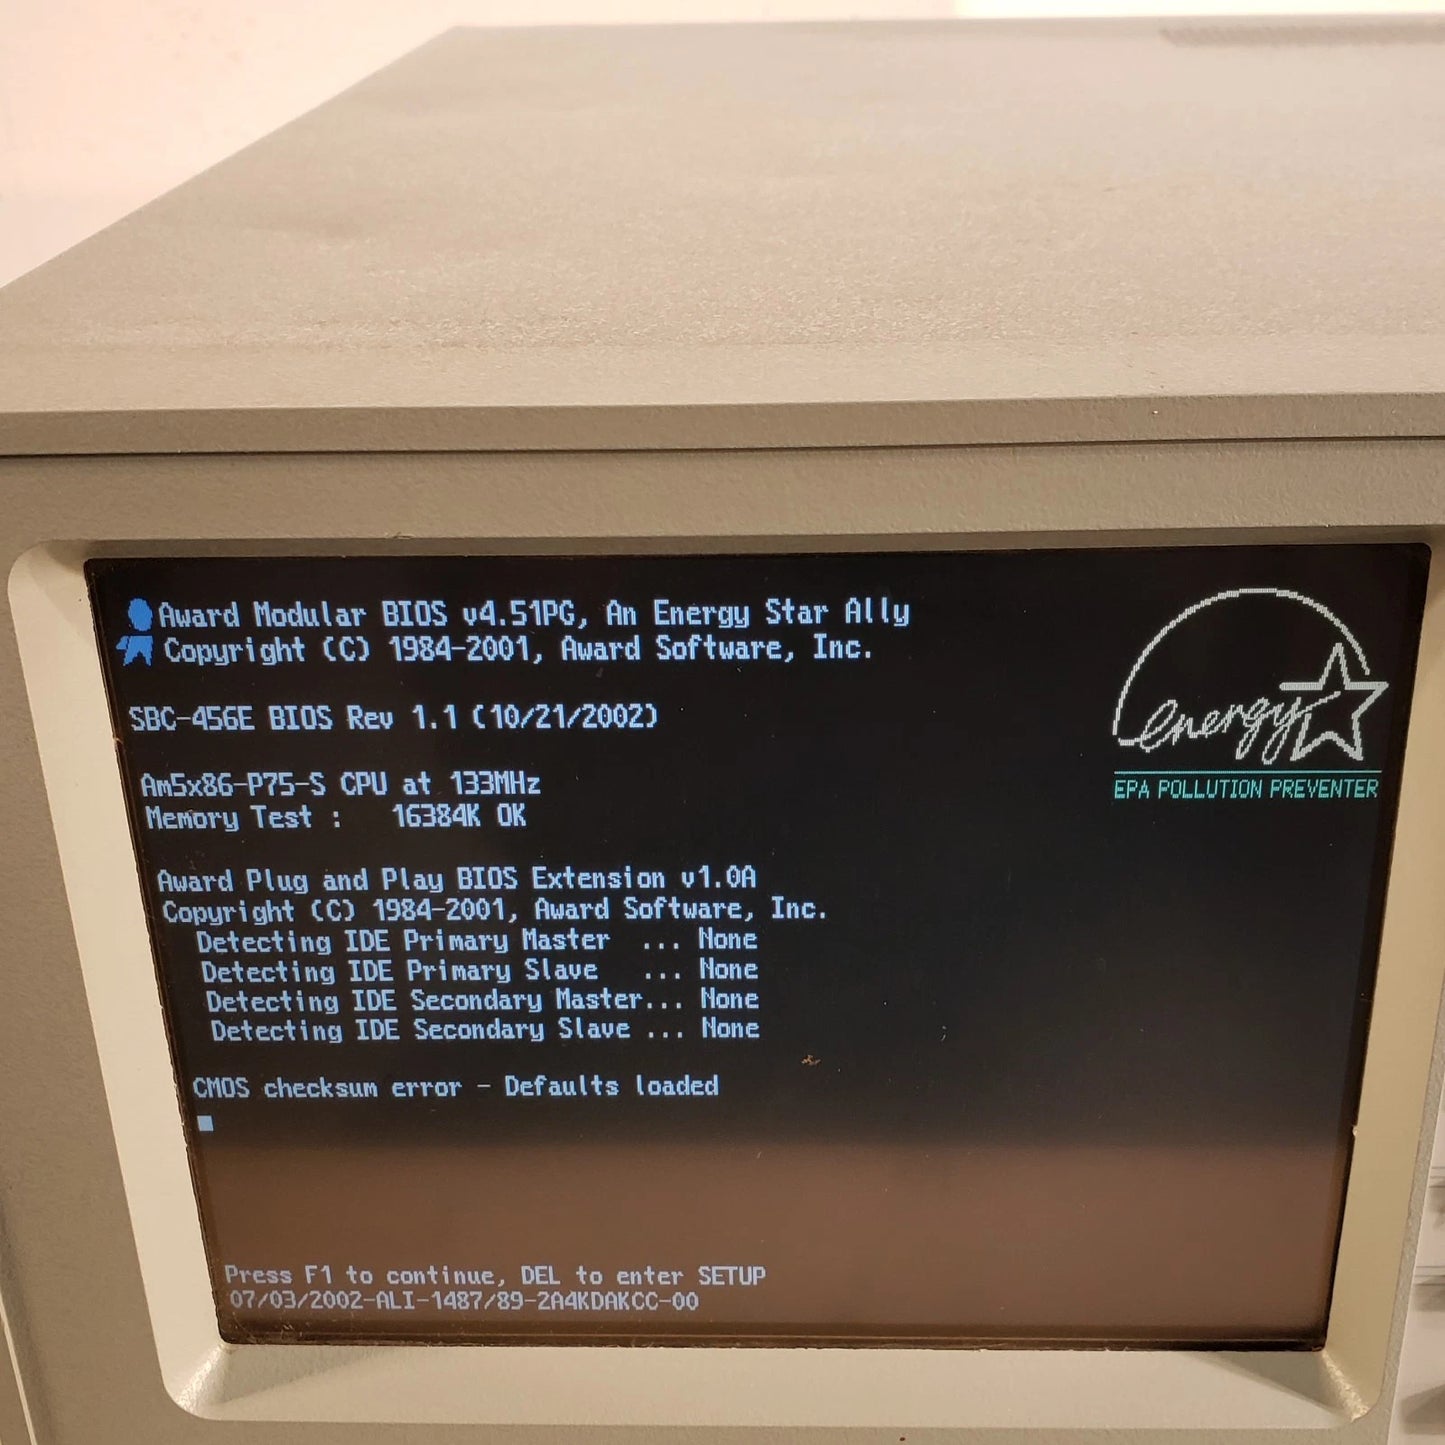 Award Modular BIOS v4.51PG, An Energy Star Ally
Copyright (C) 1984-2001, Award Software, Inc.
energy
EPA POLLUTION PREVENTER
SBC-456E BIOS Rev 1.1 (10/21/2002)
Am5x86-P75-S CPU at 133MHz
Memory Test :   16384K OK
Award Plug and Play BIOS Extension v1.0A
Copyright (C) 1984-2001, Award Software, Inc.
Detecting IDE Primary Master   ... None
Detecting IDE Primary Slave    ... None
Detecting IDE Secondary Master... None
Detecting IDE Secondary Slave ... None
CMOS checksum error - Defaults loaded
Press F1 to continue, DEL to enter SETUP
07/03/2002-ALI-1487/89-2A4KDAKCC-00